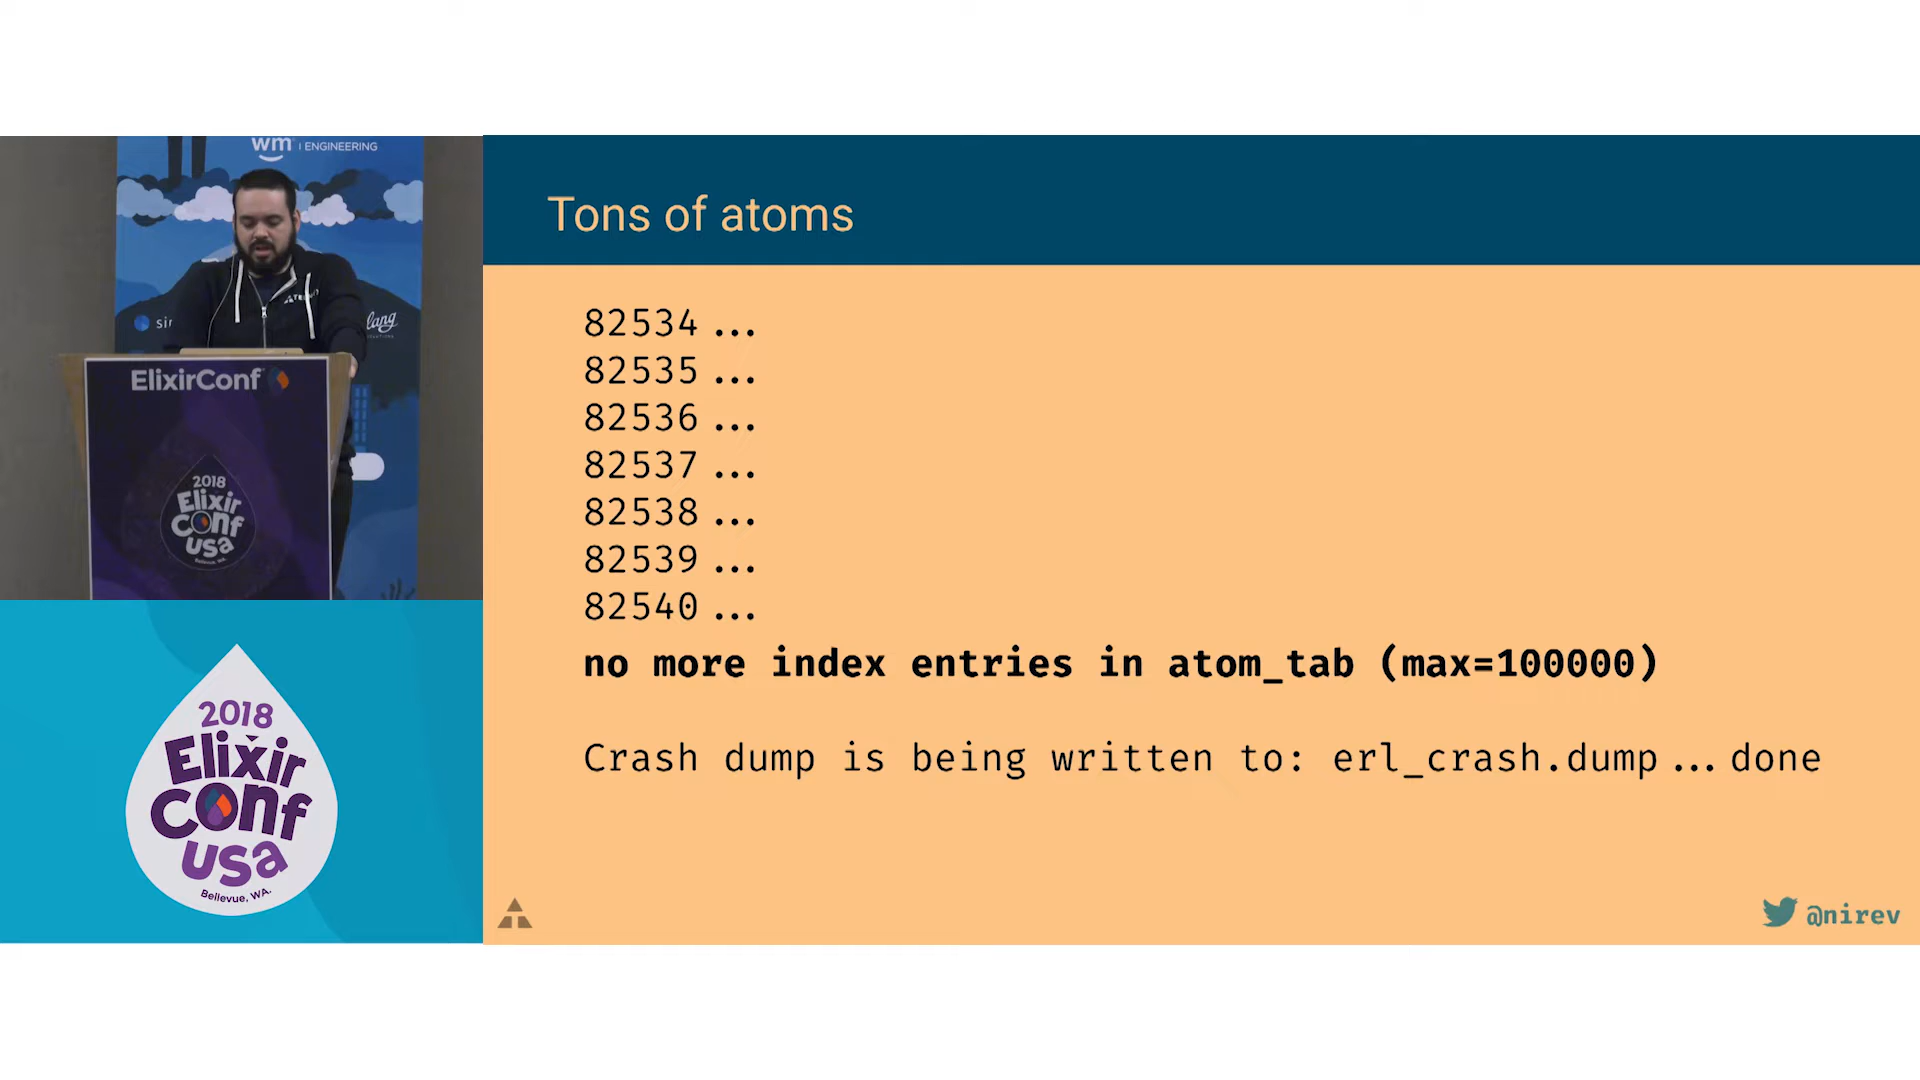 wm | ENGINEERING
sir
lang
ElixirConf
2018
Elixir
Conf
USA
2018
Elixir
Conf
USA
Bellevue, WA.
Tons of atoms
82534 ...
82535 ...
82536 ...
82537 ...
82538 ...
82539 ...
82540 ...
no more index entries in atom_tab (max=100000)
Crash dump is being written to: erl_crash.dump ... done
@nirev